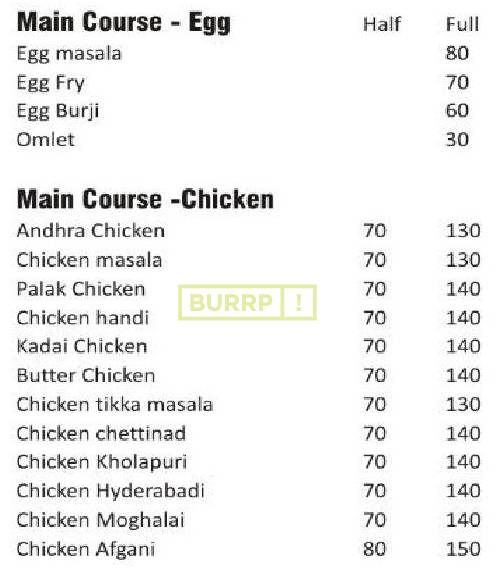 Main Course - Egg Half Full
Egg masala 80
Egg Fry 70
Egg Burji 60
Omlet 30
Main Course -Chicken
Andhra Chicken 70 130
Chicken masala 70 130
Palak Chicken 70 140
BURRP !
Chicken handi 70 140
Kadai Chicken 70 140
Butter Chicken 70 140
Chicken tikka masala 70 130
Chicken chettinad 70 140
Chicken Kholapuri 70 140
Chicken Hyderabadi 70 140
Chicken Moghalai 70 140
Chicken Afgani 80 150